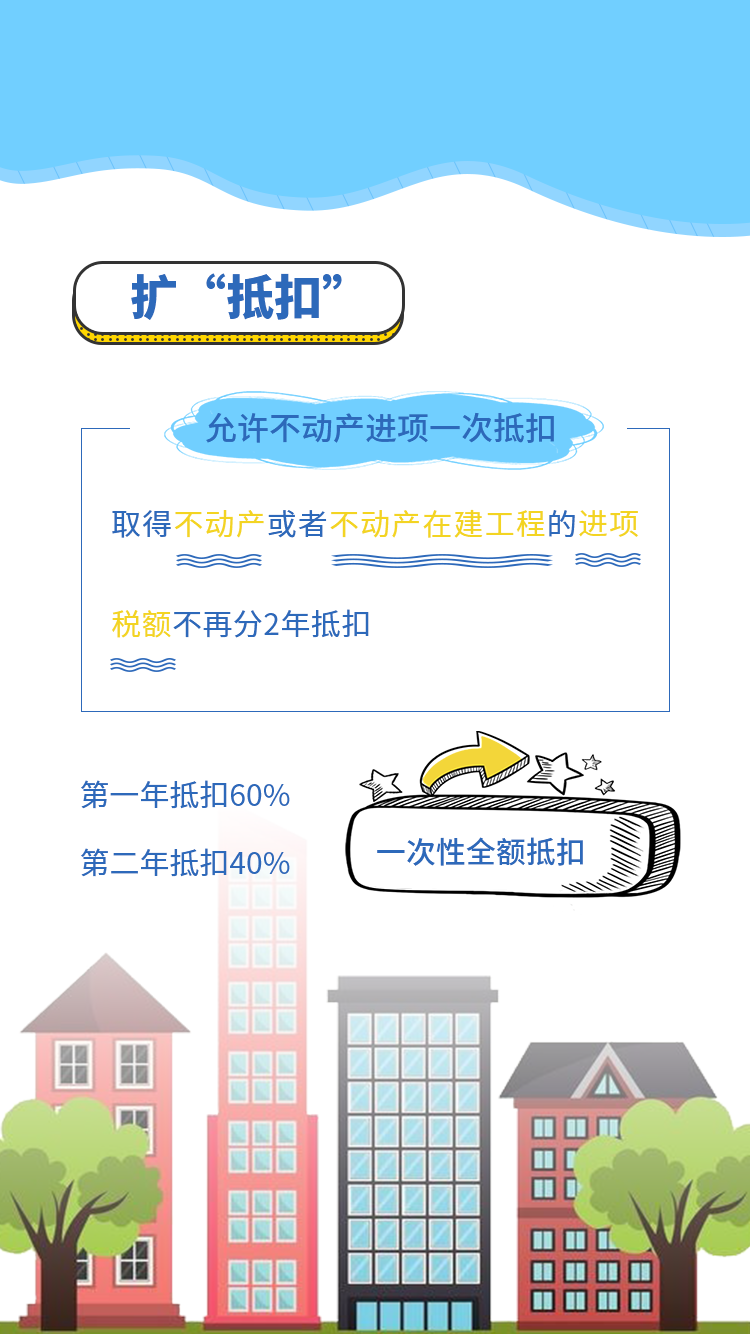 扩“抵扣”
允许不动产进项一次抵扣
取得不动产或者不动产在建工程的进项
税额不再分2年抵扣
第一年抵扣60%
第二年抵扣40%
一次性全额抵扣